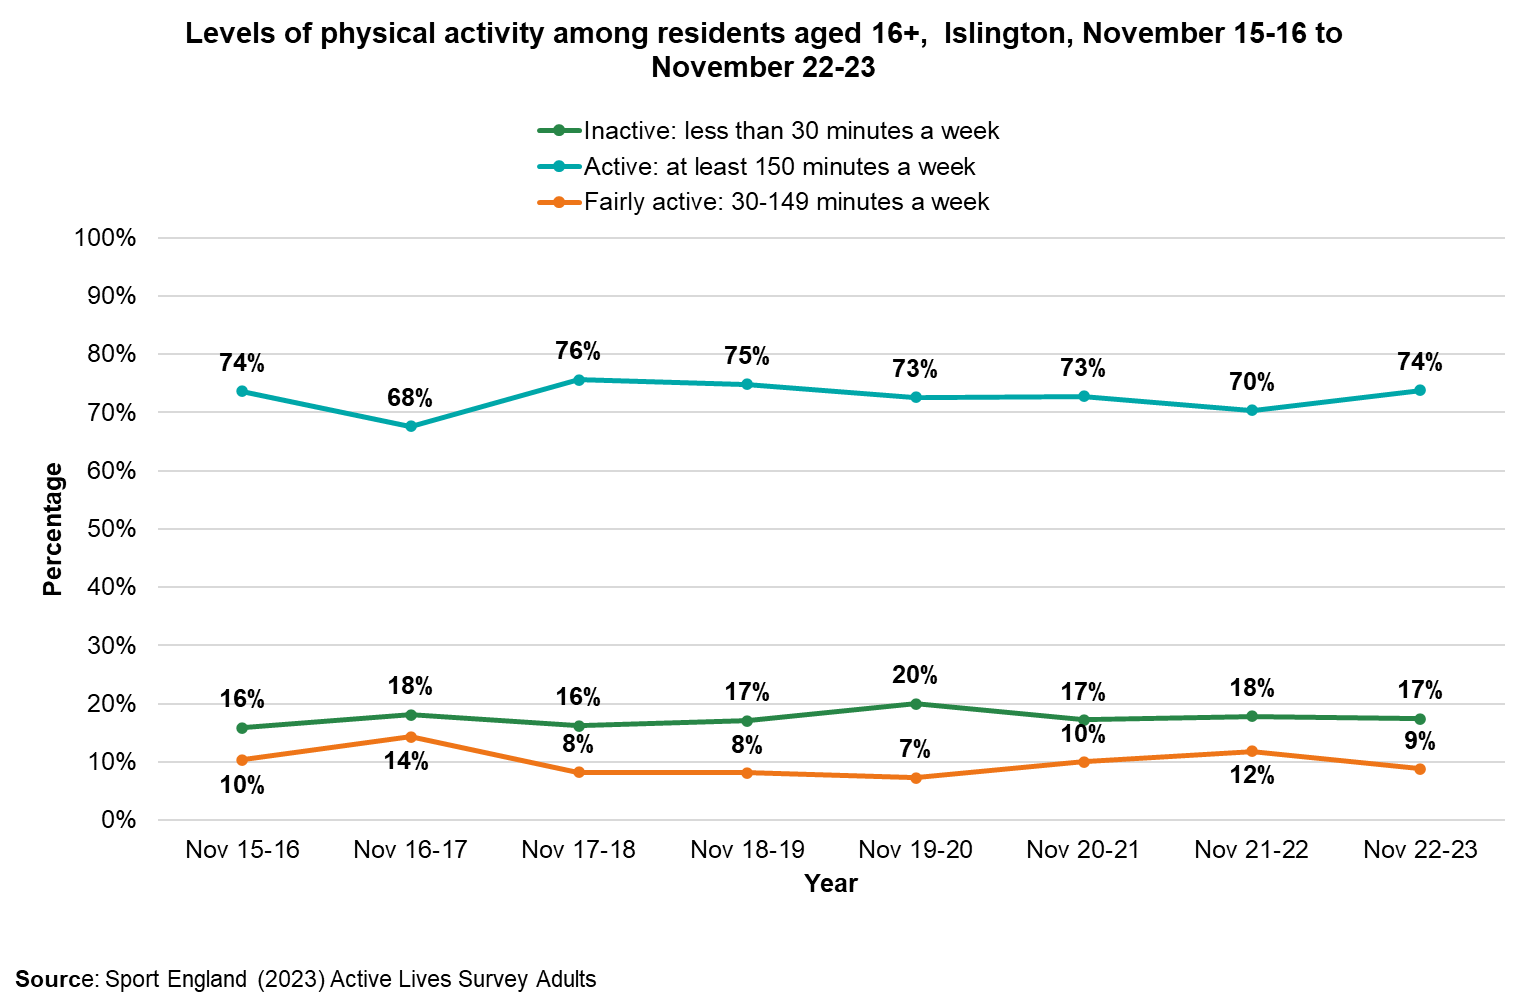 Levels of physical activity among residents aged 16+,  Islington, November 15-16 to
November 22-23
Inactive: less than 30 minutes a week
Active: at least 150 minutes a week
Fairly active: 30-149 minutes a week
100%
90%
80%
70%
60%
50%
40%
30%
20%
10%
0%
Percentage
74%
68%
76%
75%
73%
73%
70%
74%
16%
18%
16%
17%
20%
17%
18%
17%
10%
14%
8%
8%
7%
10%
12%
9%
Nov 15-16
Nov 16-17
Nov 17-18
Nov 18-19
Nov 19-20
Nov 20-21
Nov 21-22
Nov 22-23
Year
Source: Sport England (2023) Active Lives Survey Adults